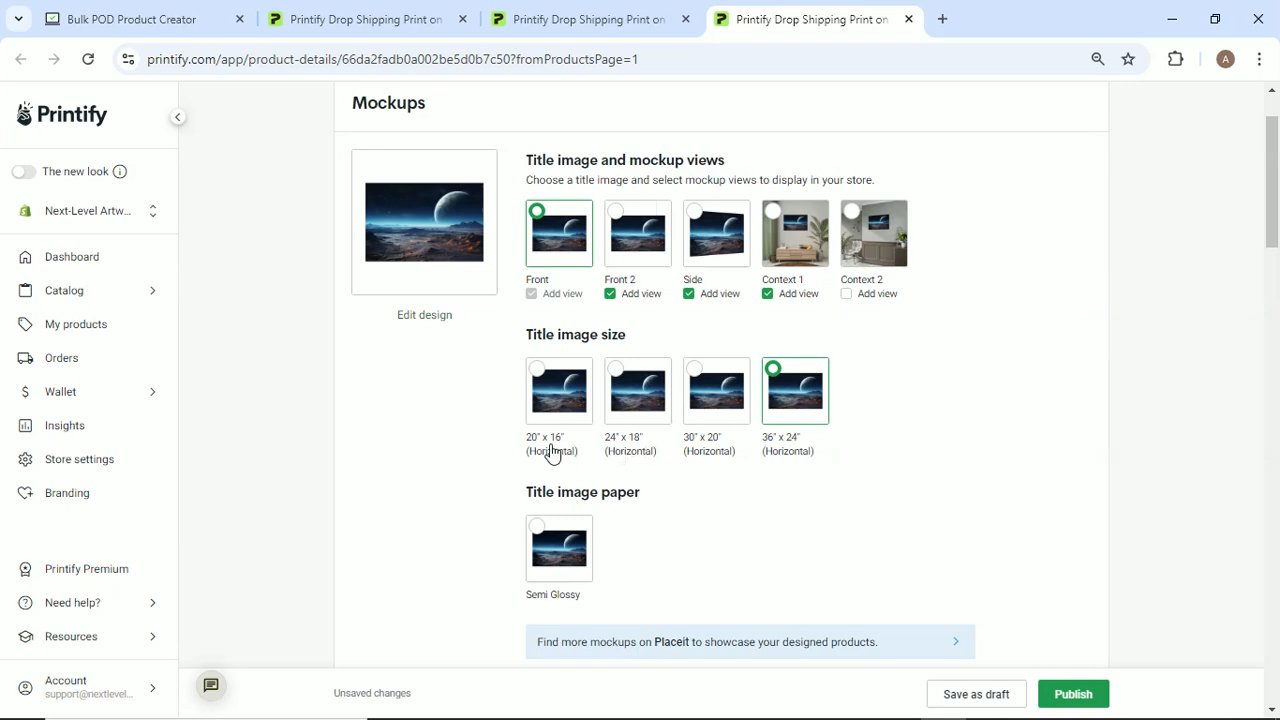 Bulk POD Product Creator
Printify Drop Shipping Print on
Printify Drop Shipping Print on
Printify Drop Shipping Print on
printify.com/app/product-details/66da2fadb0a002be5d0b7c50?fromProductsPage=1
A
Printify
The new look
Next-Level Artw...
Dashboard
Catalog
My products
Orders
Wallet
Insights
Store settings
Branding
Printify Premium
Need help?
Resources
Account
support@nextlevel...
Mockups
Edit design
Title image and mockup views
Choose a title image and select mockup views to display in your store.
Front
Front 2
Side
Context 1
Context 2
Add view
Add view
Add view
Add view
Add view
Title image size
20" x 16"
(Horizontal)
24" x 18"
(Horizontal)
30" x 20"
(Horizontal)
36" x 24"
(Horizontal)
Title image paper
Semi Glossy
Find more mockups on Placeit to showcase your designed products.
Unsaved changes
Save as draft
Publish